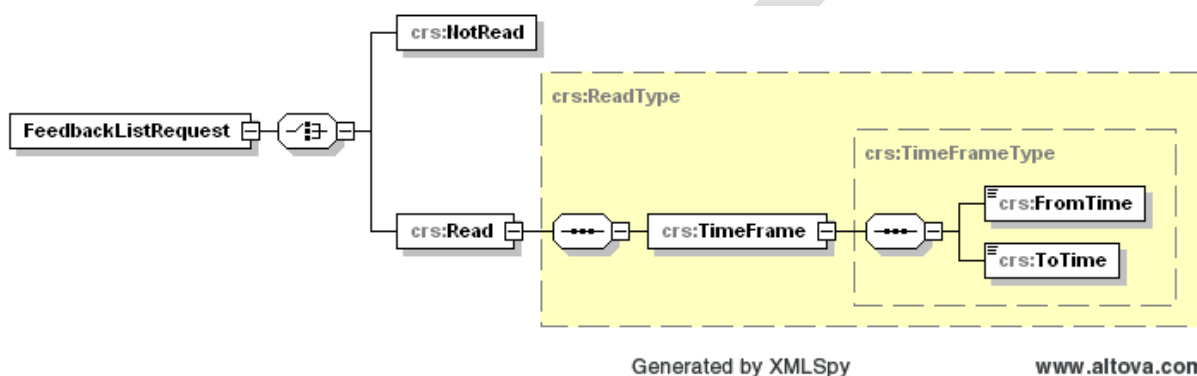 crs:NotRead
crs:ReadType
FeedbackListRequest
crs:TimeFrameType
crs:FromTime
crs:Read
crs:TimeFrame
crs:ToTime
Generated by XMLSpy
www.altova.com